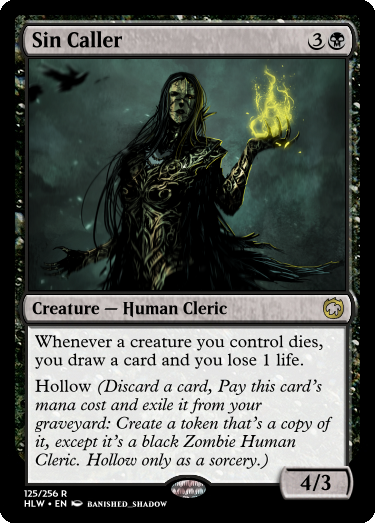 Sin Caller 3
Creature — Human Cleric
Whenever a creature you control dies,
you draw a card and you lose 1 life.
Hollow (Discard a card, Pay this card's
mana cost and exile it from your
graveyard: Create a token that's a copy of
it, except it's a black Zombie Human
Cleric. Hollow only as a sorcery.)
4/3
125/256 R
HLW • EN BANISHED_SHADOW